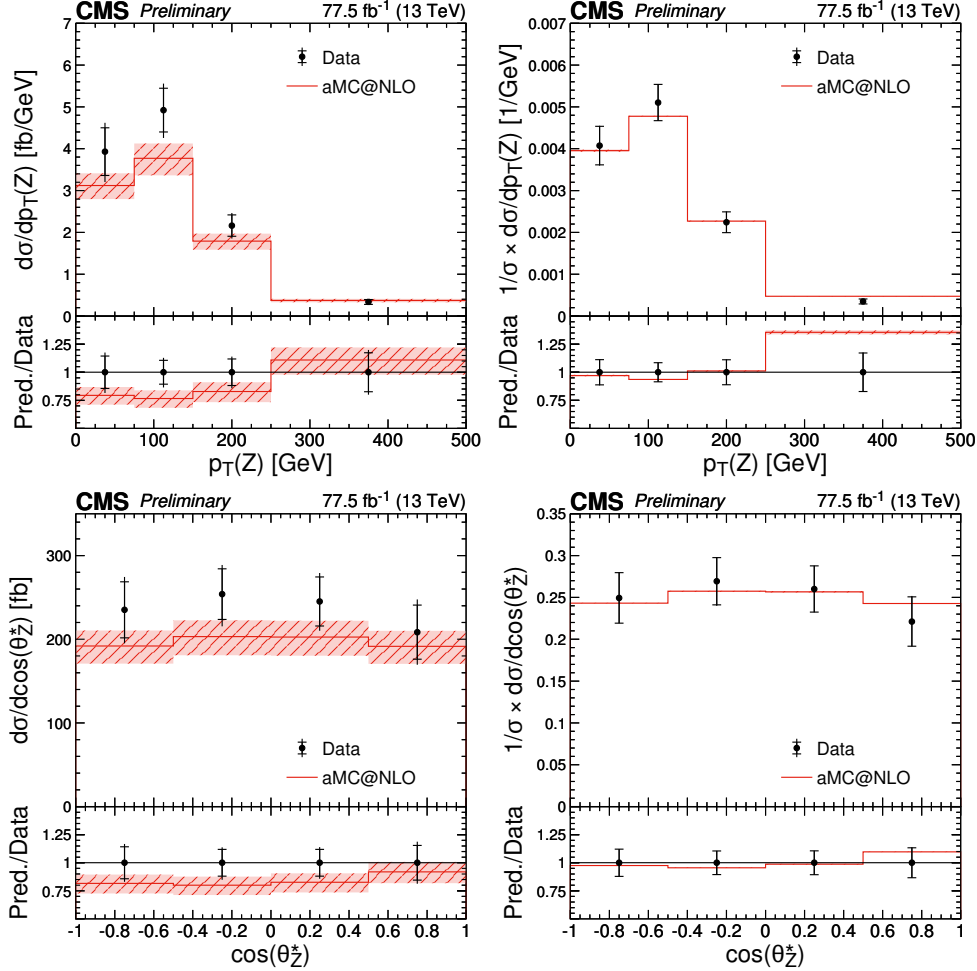 CMS Preliminary 77.5 fb⁻¹ (13 TeV)
dσ/dp_T(Z) [fb/GeV]
7
6
5
4
3
2
1
0
Data
aMC@NLO
Pred./Data
1.25
1
0.75
0 100 200 300 400 500
p_T(Z) [GeV]
CMS Preliminary 77.5 fb⁻¹ (13 TeV)
1/σ × dσ/dp_T(Z) [1/GeV]
0.007
0.006
0.005
0.004
0.003
0.002
0.001
0
Data
aMC@NLO
Pred./Data
1.25
1
0.75
0 100 200 300 400 500
p_T(Z) [GeV]
CMS Preliminary 77.5 fb⁻¹ (13 TeV)
dσ/dcos(θ*_Z) [fb]
300
200
100
0
Data
aMC@NLO
Pred./Data
1.25
1
0.75
-1 -0.8 -0.6 -0.4 -0.2 0 0.2 0.4 0.6 0.8 1
cos(θ*_Z)
CMS Preliminary 77.5 fb⁻¹ (13 TeV)
1/σ × dσ/dcos(θ*_Z)
0.35
0.3
0.25
0.2
0.15
0.1
0.05
0
Data
aMC@NLO
Pred./Data
1.25
1
0.75
-1 -0.8 -0.6 -0.4 -0.2 0 0.2 0.4 0.6 0.8 1
cos(θ*_Z)